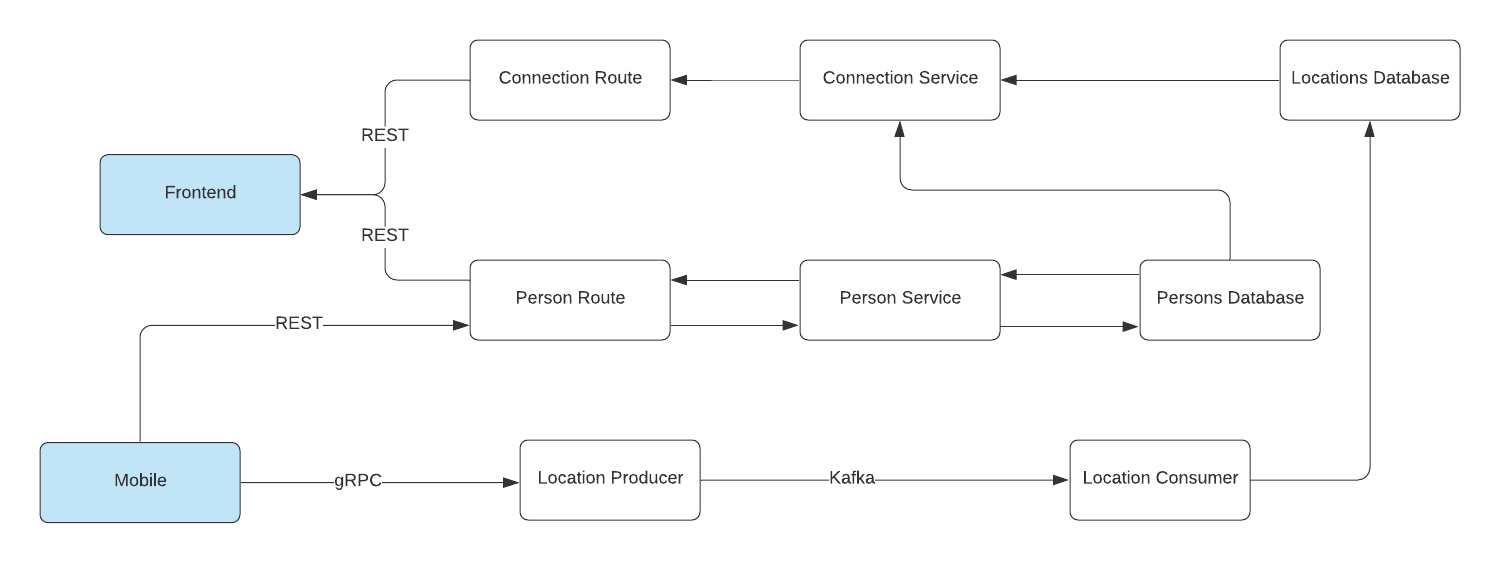 Connection Route
Connection Service
Locations Database
REST
Frontend
REST
Person Route
Person Service
Persons Database
REST
Mobile
gRPC
Location Producer
Kafka
Location Consumer